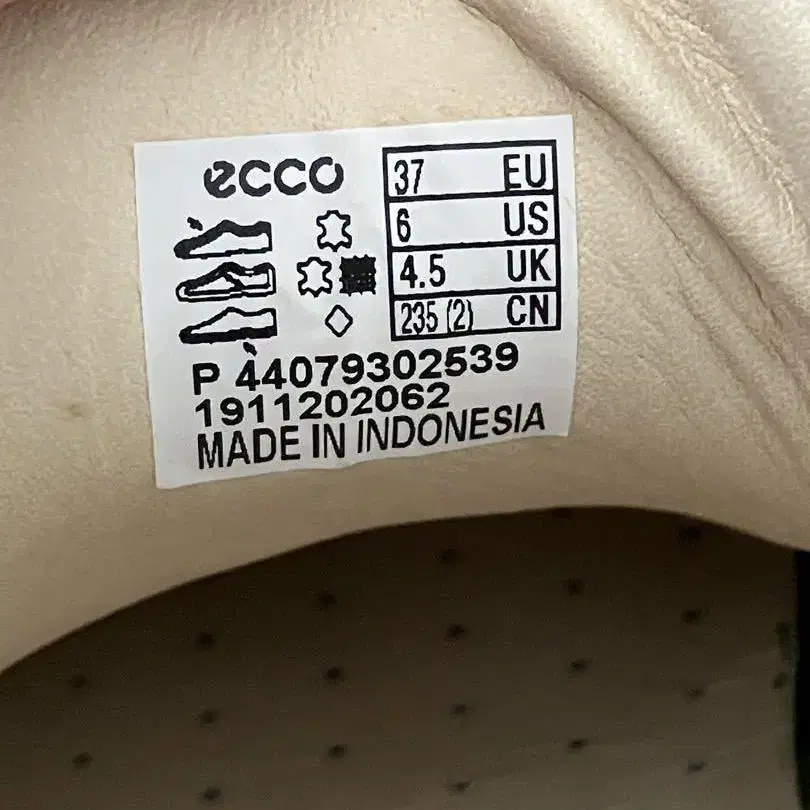 ecco
37 EU
6 US
4.5 UK
235 (2) CN
P 44079302539
1911202062
MADE IN INDONESIA